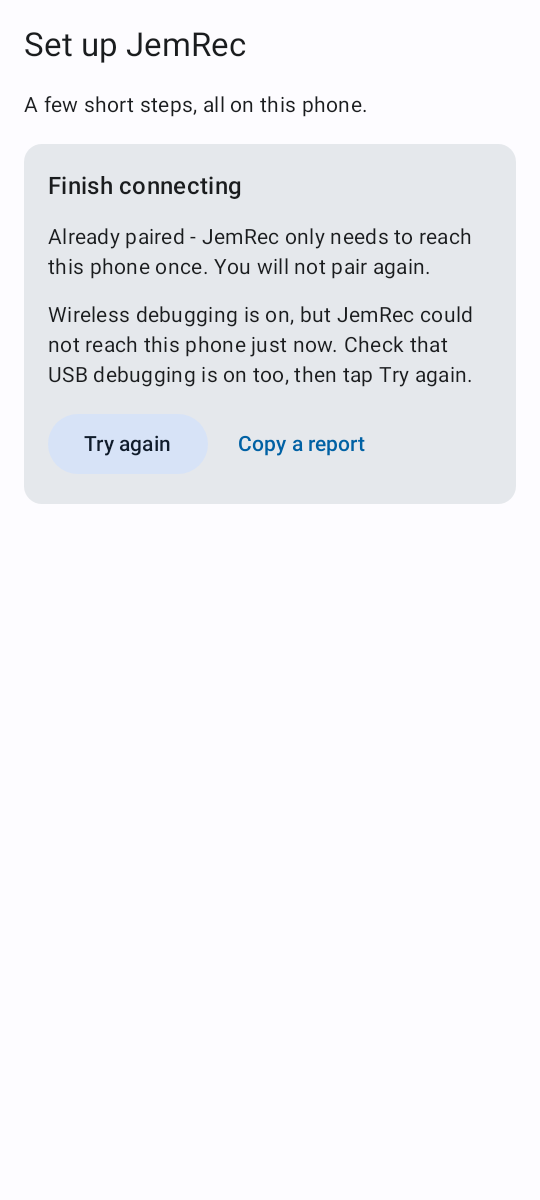 Set up JemRec
A few short steps, all on this phone.
Finish connecting
Already paired - JemRec only needs to reach
this phone once. You will not pair again.
Wireless debugging is on, but JemRec could
not reach this phone just now. Check that
USB debugging is on too, then tap Try again.
Try again
Copy a report